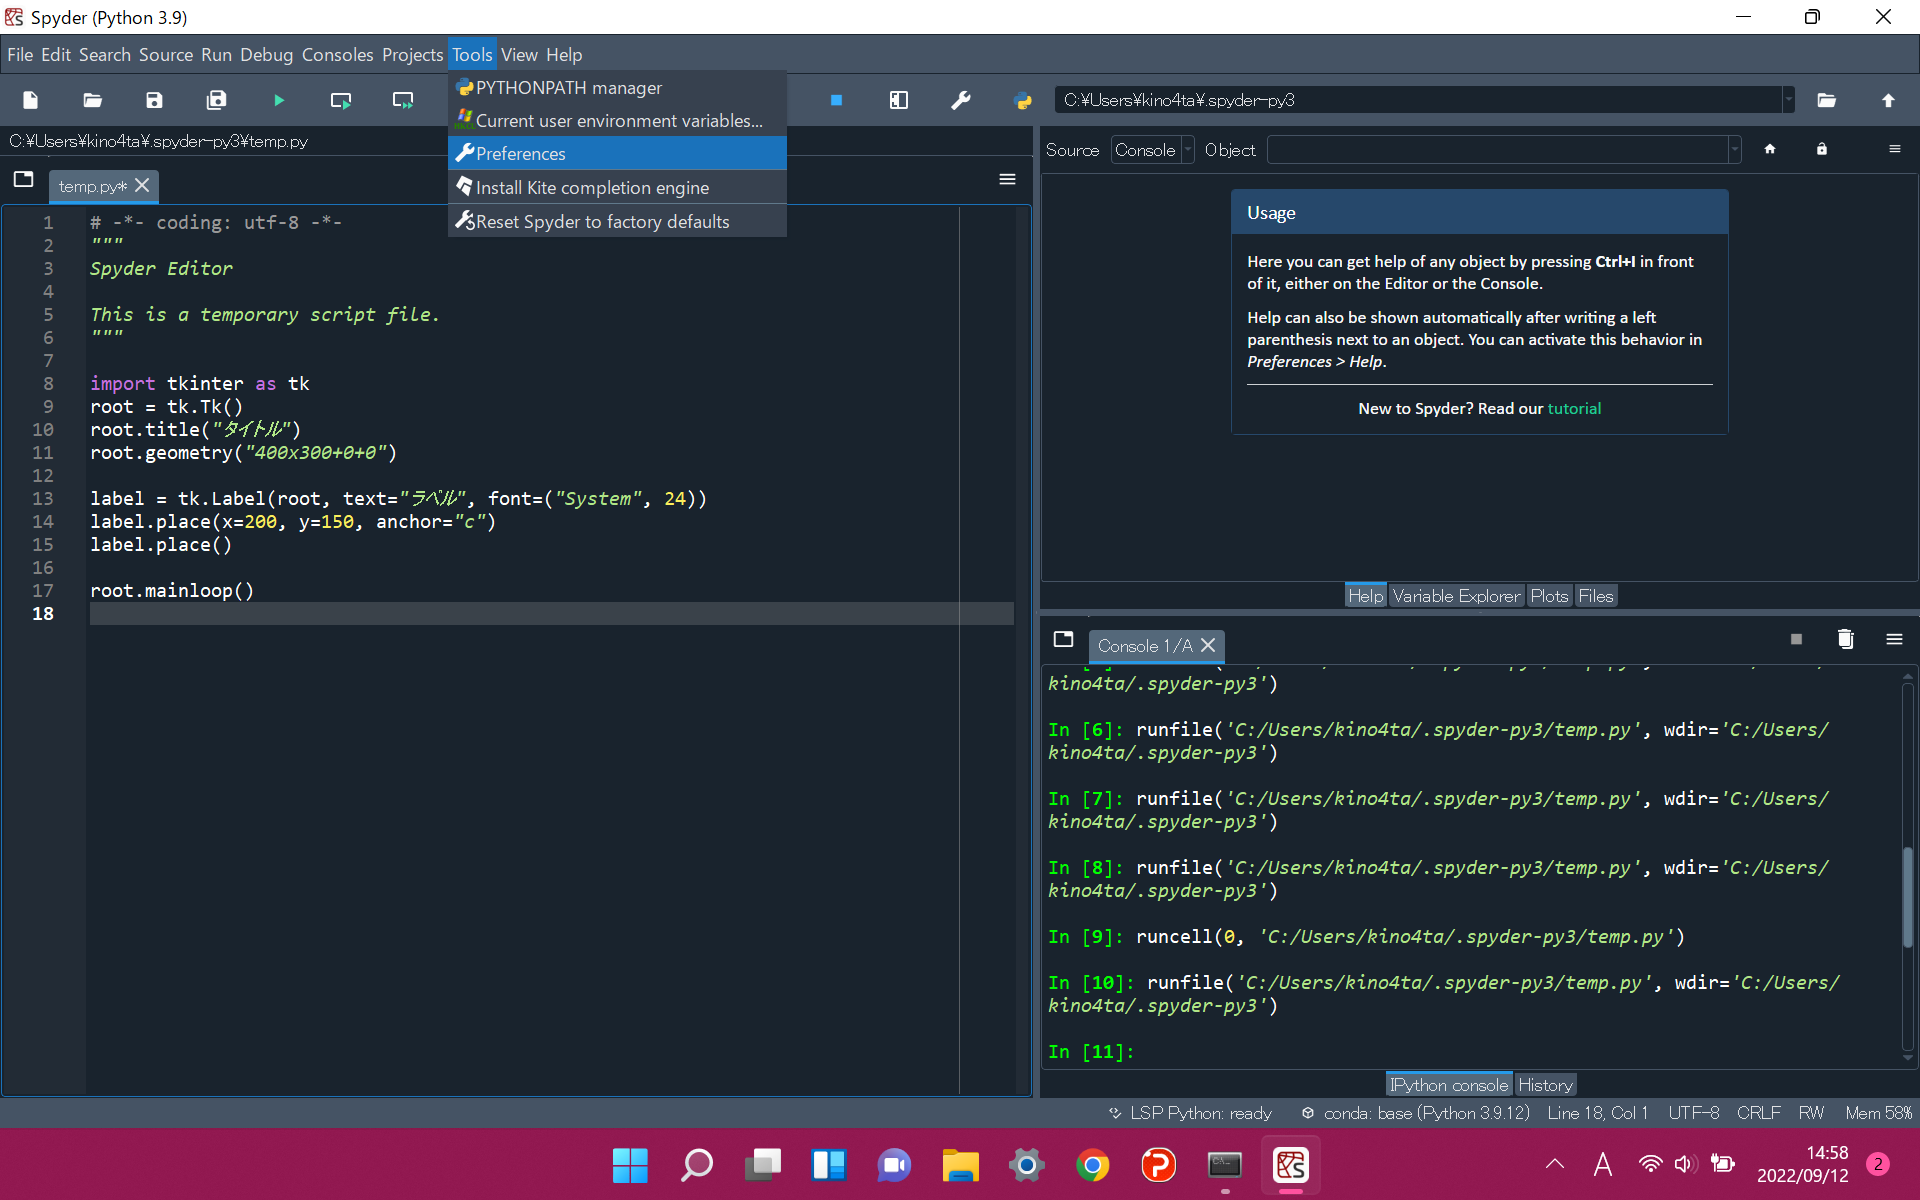 Spyder (Python 3.9)
File Edit Search Source Run Debug Consoles Projects Tools View Help
PYTHONPATH manager
Current user environment variables...
Preferences
Install Kite completion engine
Reset Spyder to factory defaults
C:¥Users¥kino4ta¥.spyder-py3
C:¥Users¥kino4ta¥.spyder-py3¥temp.py
temp.py*
1 # -*- coding: utf-8 -*-
2 """
3 Spyder Editor
4
5 This is a temporary script file.
6 """
7
8 import tkinter as tk
9 root = tk.Tk()
10 root.title("タイトル")
11 root.geometry("400x300+0+0")
12
13 label = tk.Label(root, text="ラベル", font=("System", 24))
14 label.place(x=200, y=150, anchor="c")
15 label.place()
16
17 root.mainloop()
18
Source Console Object
Usage
Here you can get help of any object by pressing Ctrl+I in front
of it, either on the Editor or the Console.
Help can also be shown automatically after writing a left
parenthesis next to an object. You can activate this behavior in
Preferences > Help.
New to Spyder? Read our tutorial
Help Variable Explorer Plots Files
Console 1/A
kino4ta/.spyder-py3')
In [6]: runfile('C:/Users/kino4ta/.spyder-py3/temp.py', wdir='C:/Users/
kino4ta/.spyder-py3')
In [7]: runfile('C:/Users/kino4ta/.spyder-py3/temp.py', wdir='C:/Users/
kino4ta/.spyder-py3')
In [8]: runfile('C:/Users/kino4ta/.spyder-py3/temp.py', wdir='C:/Users/
kino4ta/.spyder-py3')
In [9]: runcell(0, 'C:/Users/kino4ta/.spyder-py3/temp.py')
In [10]: runfile('C:/Users/kino4ta/.spyder-py3/temp.py', wdir='C:/Users/
kino4ta/.spyder-py3')
In [11]:
IPython console History
LSP Python: ready conda: base (Python 3.9.12) Line 18, Col 1 UTF-8 CRLF RW Mem 58%
A
14:58
2022/09/12
2